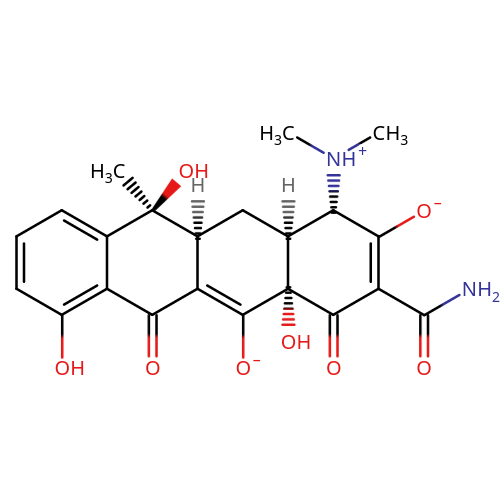 H₃C CH₃
NH⁺
H₃C OH
H H
O⁻
NH₂
OH
OH O O⁻ O O